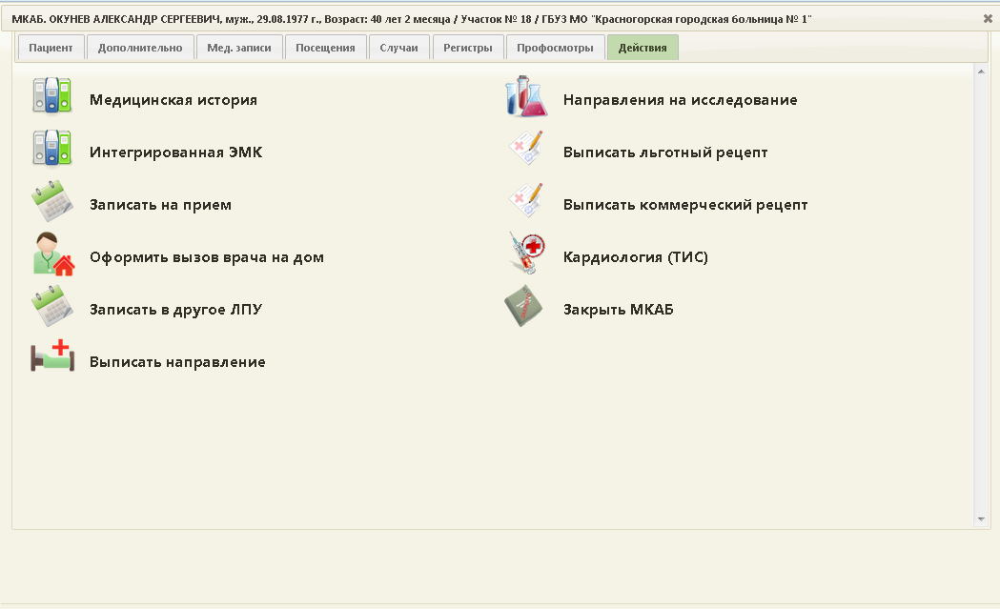 МКАБ. ОКУНЕВ АЛЕКСАНДР СЕРГЕЕВИЧ, муж., 29.08.1977 г., Возраст: 40 лет 2 месяца / Участок № 18 / ГБУЗ МО "Красногорская городская больница № 1"
Пациент Дополнительно Мед. записи Посещения Случаи Регистры Профосмотры Действия
Медицинская история
Направления на исследование
Интегрированная ЭМК
Выписать льготный рецепт
Записать на прием
Выписать коммерческий рецепт
Оформить вызов врача на дом
Кардиология (ТИС)
Записать в другое ЛПУ
Закрыть МКАБ
Выписать направление